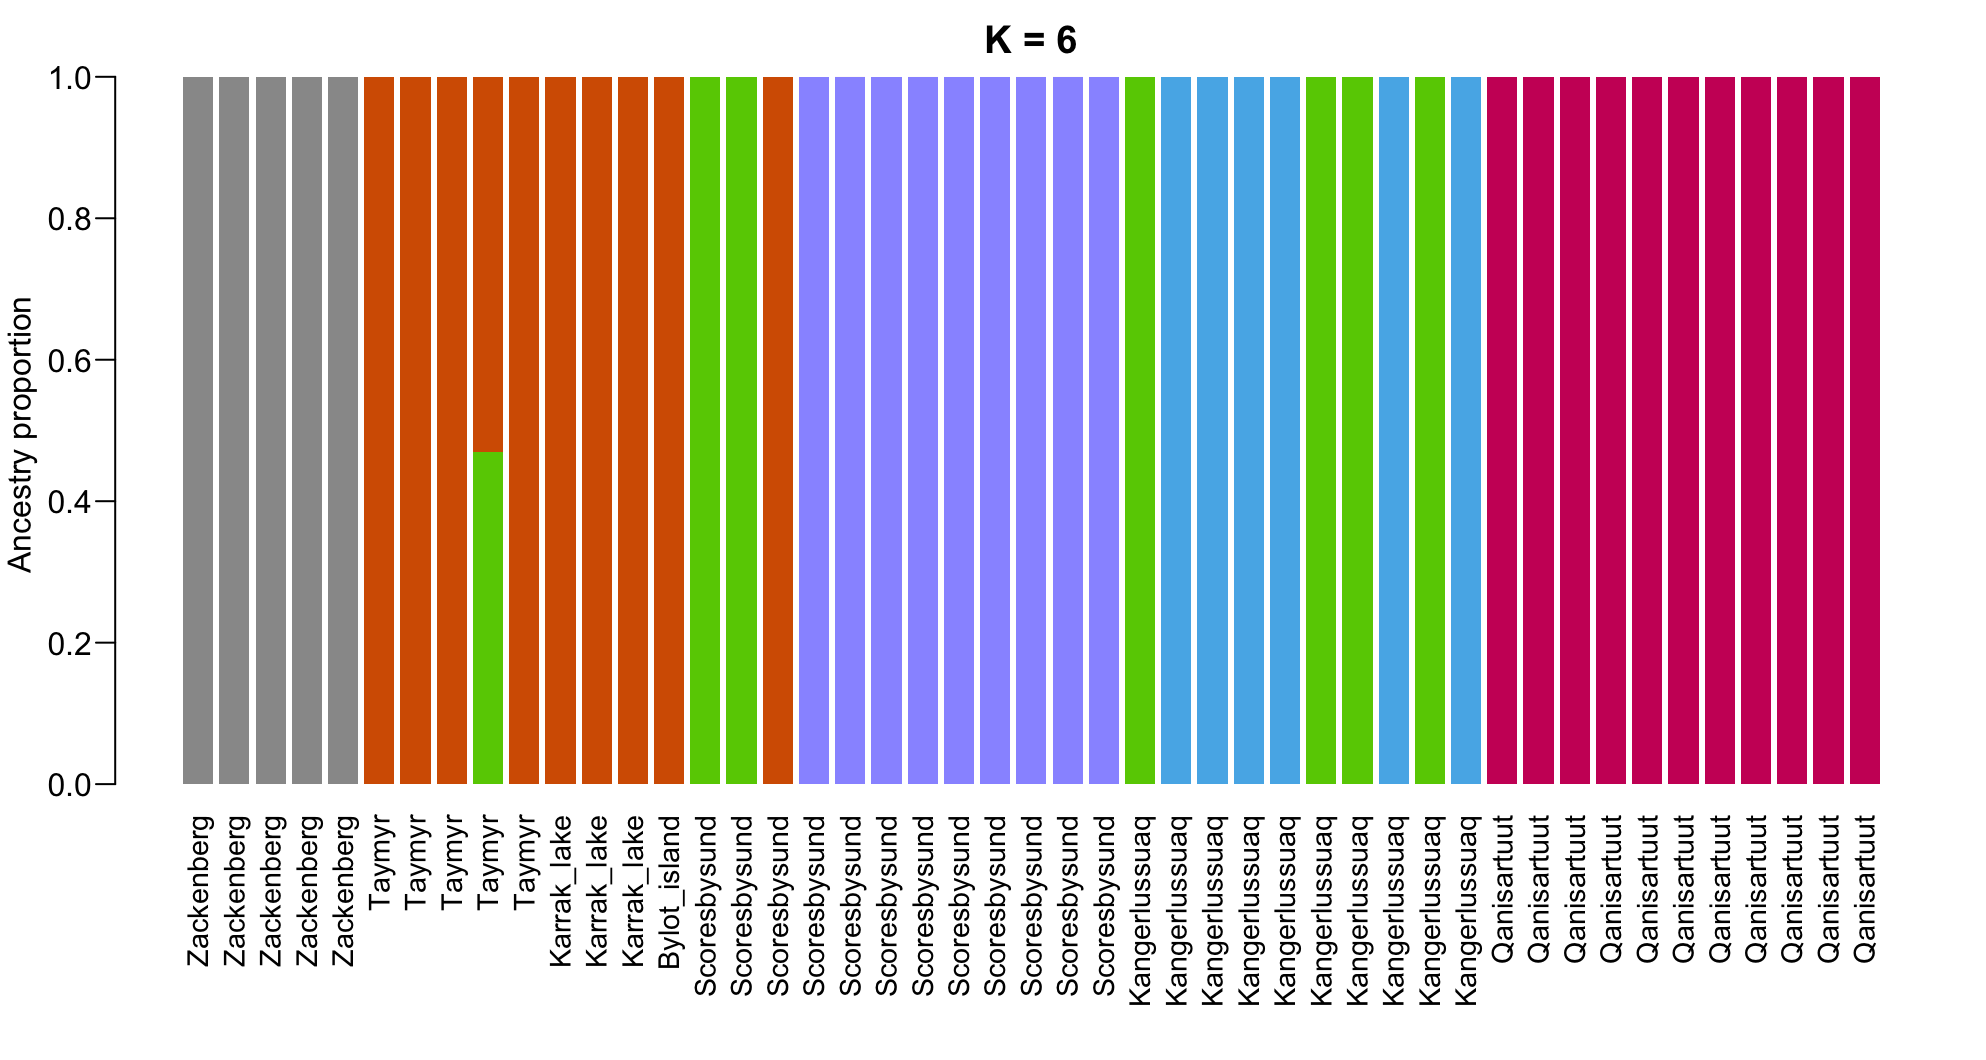 K = 6
Ancestry proportion
1.0
0.8
0.6
0.4
0.2
0.0
Zackenberg
Zackenberg
Zackenberg
Zackenberg
Zackenberg
Taymyr
Taymyr
Taymyr
Taymyr
Taymyr
Karrak_lake
Karrak_lake
Karrak_lake
Bylot_island
Scoresbysund
Scoresbysund
Scoresbysund
Scoresbysund
Scoresbysund
Scoresbysund
Scoresbysund
Scoresbysund
Scoresbysund
Scoresbysund
Scoresbysund
Scoresbysund
Kangerlussuaq
Kangerlussuaq
Kangerlussuaq
Kangerlussuaq
Kangerlussuaq
Kangerlussuaq
Kangerlussuaq
Kangerlussuaq
Kangerlussuaq
Kangerlussuaq
Qanisartuut
Qanisartuut
Qanisartuut
Qanisartuut
Qanisartuut
Qanisartuut
Qanisartuut
Qanisartuut
Qanisartuut
Qanisartuut
Qanisartuut